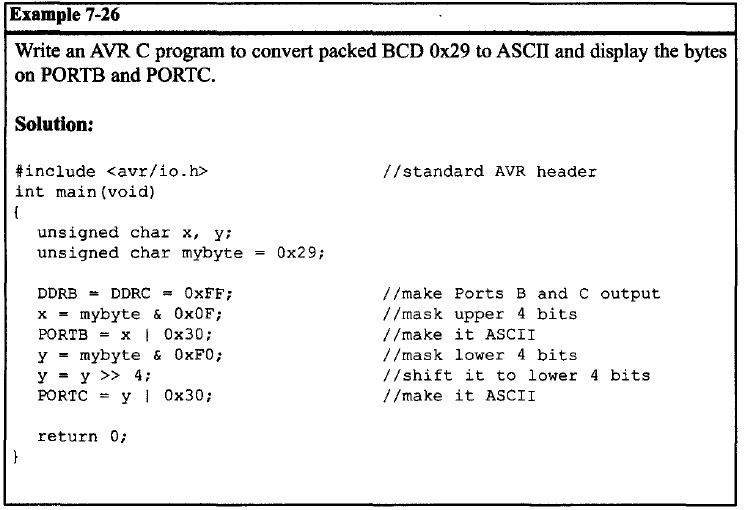 Example 7-26
Write an AVR C program to convert packed BCD 0x29 to ASCII and display the bytes
on PORTB and PORTC.
Solution:
#include <avr/io.h> //standard AVR header
int main(void)
{
unsigned char x, y;
unsigned char mybyte = 0x29;
DDRB = DDRC = 0xFF; //make Ports B and C output
x = mybyte & 0x0F; //mask upper 4 bits
PORTB = x | 0x30; //make it ASCII
y = mybyte & 0xF0; //mask lower 4 bits
y = y >> 4; //shift it to lower 4 bits
PORTC = y | 0x30; //make it ASCII
return 0;
}